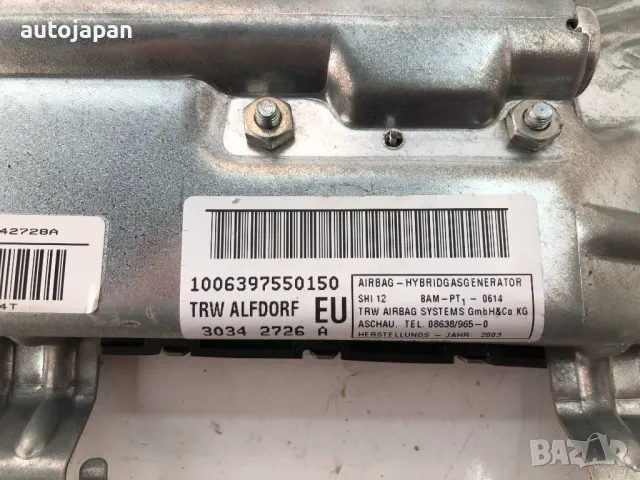 autojapan
42728A
4T
1006397550150
TRW ALFDORF EU
3034 2726 A
AIRBAG-HYBRIDGASGENERATOR
SHI 12 BAM-PT1-0614
TRW AIRBAG SYSTEMS GmbH&Co KG
ASCHAU. TEL. 08638/965-0
HERSTELLUNGS - JAHR 2003
BAZAR